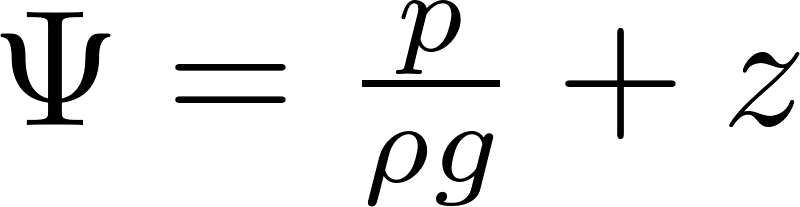 Ψ = p/ρg + z